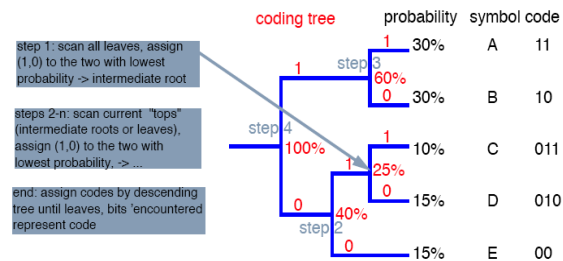 coding tree probability symbol code
step 1: scan all leaves, assign
(1,0) to the two with lowest
probability -> intermediate root
steps 2-n: scan current "tops"
(intermediate roots or leaves),
assign (1,0) to the two with
lowest probability, -> ...
end: assign codes by descending
tree until leaves, bits 'encountered
represent code
1 30% A 11
step 3
1 60%
0 30% B 10
step 4
100%
1 10% C 011
1 25%
0 15% D 010
0 40%
step 2
0 15% E 00